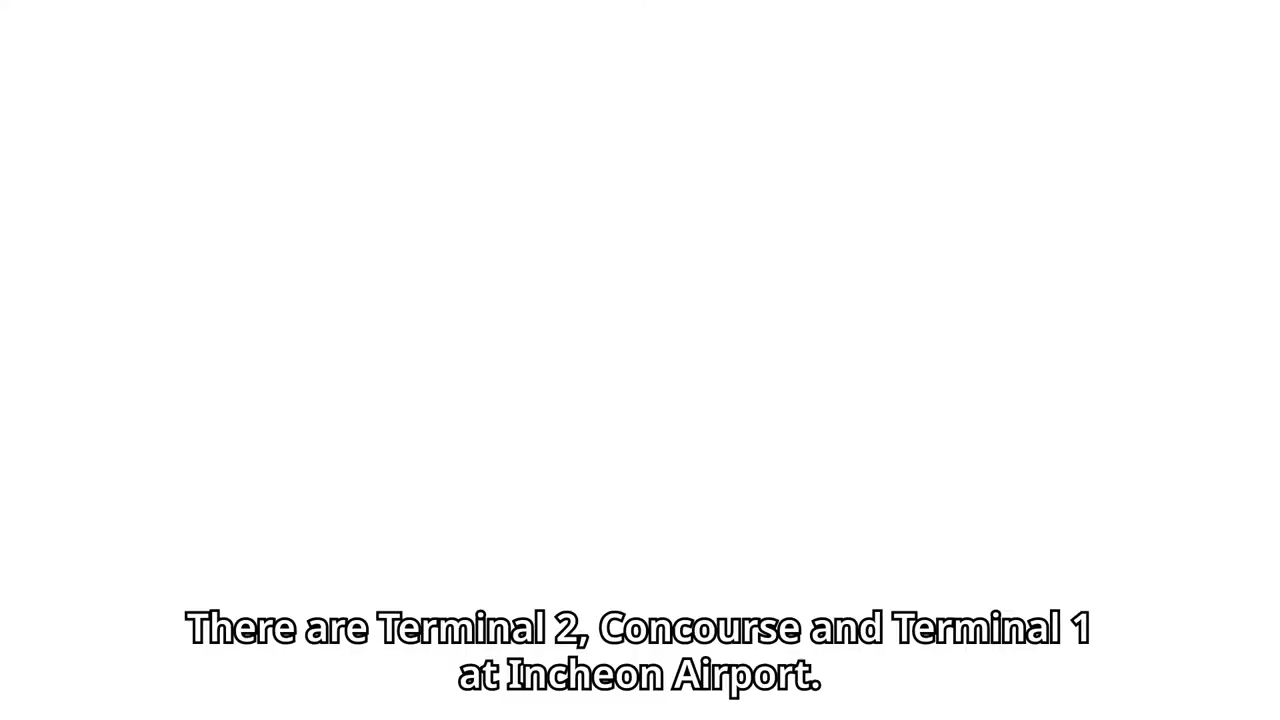 There are Terminal 2, Concourse and Terminal 1
at Incheon Airport.